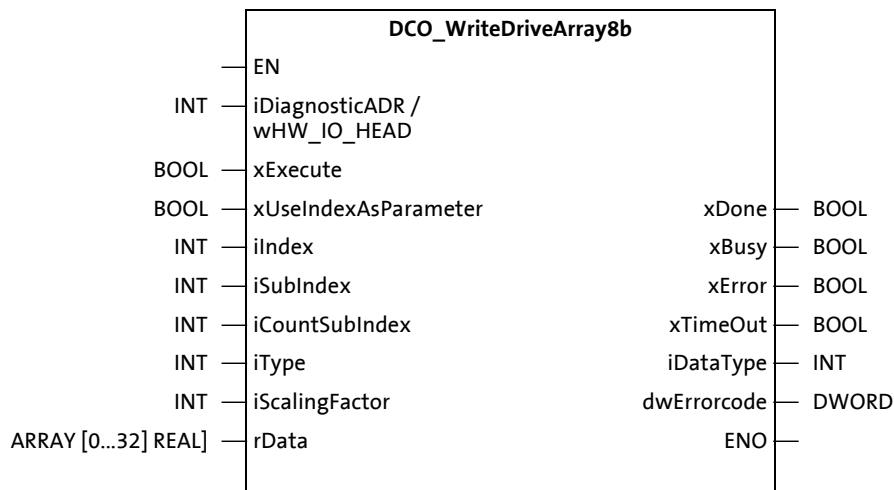 DCO_WriteDriveArray8b
EN
INT iDiagnosticADR /
wHW_IO_HEAD
BOOL xExecute
BOOL xUseIndexAsParameter xDone BOOL
INT iIndex xBusy BOOL
INT iSubIndex xError BOOL
INT iCountSubIndex xTimeOut BOOL
INT iType iDataType INT
INT iScalingFactor dwErrorcode DWORD
ARRAY [0...32] REAL] rData ENO